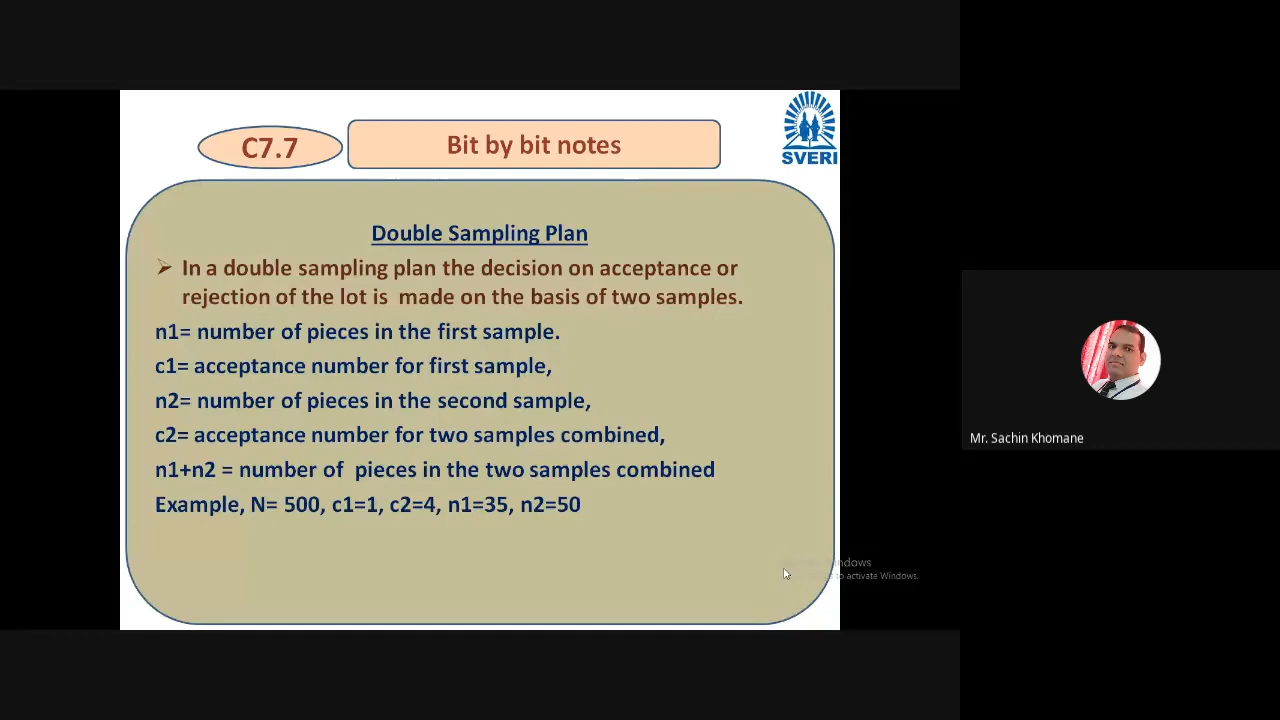 C7.7
Bit by bit notes
SVERI
Double Sampling Plan
In a double sampling plan the decision on acceptance or
rejection of the lot is made on the basis of two samples.
n1= number of pieces in the first sample.
c1= acceptance number for first sample,
n2= number of pieces in the second sample,
c2= acceptance number for two samples combined,
n1+n2 = number of pieces in the two samples combined
Example, N= 500, c1=1, c2=4, n1=35, n2=50
Mr. Sachin Khomane
to activate Windows.